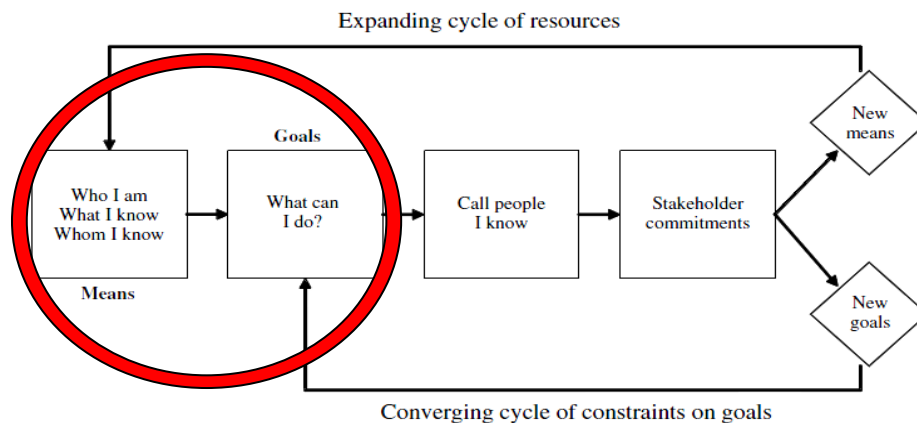 Expanding cycle of resources
Goals
Who I am
What I know
Whom I know
Means
What can
I do?
Call people
I know
Stakeholder
commitments
New
means
New
goals
Converging cycle of constraints on goals